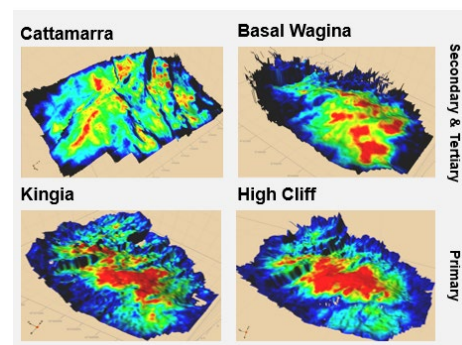 Cattamarra
Basal Wagina
Secondary & Tertiary
Kingia
High Cliff
Primary